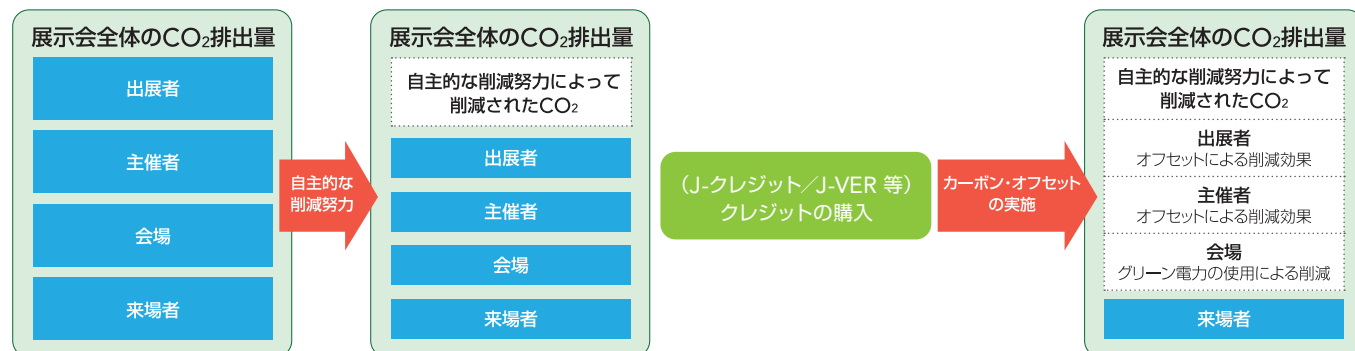 展示会全体のCO₂排出量
出展者
主催者
会場
来場者
自主的な
削減努力
展示会全体のCO₂排出量
自主的な削減努力によって
削減されたCO₂
出展者
主催者
会場
来場者
(J-クレジット/J-VER 等)
クレジットの購入
カーボン・オフセット
の実施
展示会全体のCO₂排出量
自主的な削減努力によって
削減されたCO₂
出展者
オフセットによる削減効果
主催者
オフセットによる削減効果
会場
グリーン電力の使用による削減
来場者